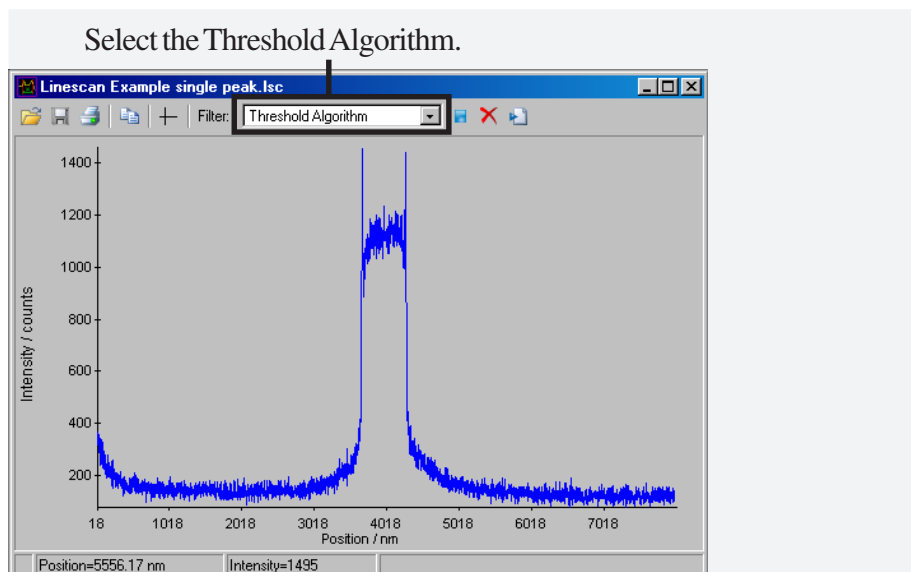 Select the Threshold Algorithm.
Linescan Example single peak.lsc
Filter: Threshold Algorithm
1400
1200
1000
800
600
400
200
Intensity / counts
18 1018 2018 3018 4018 5018 6018 7018
Position / nm
Position=5556.17 nm Intensity=1495